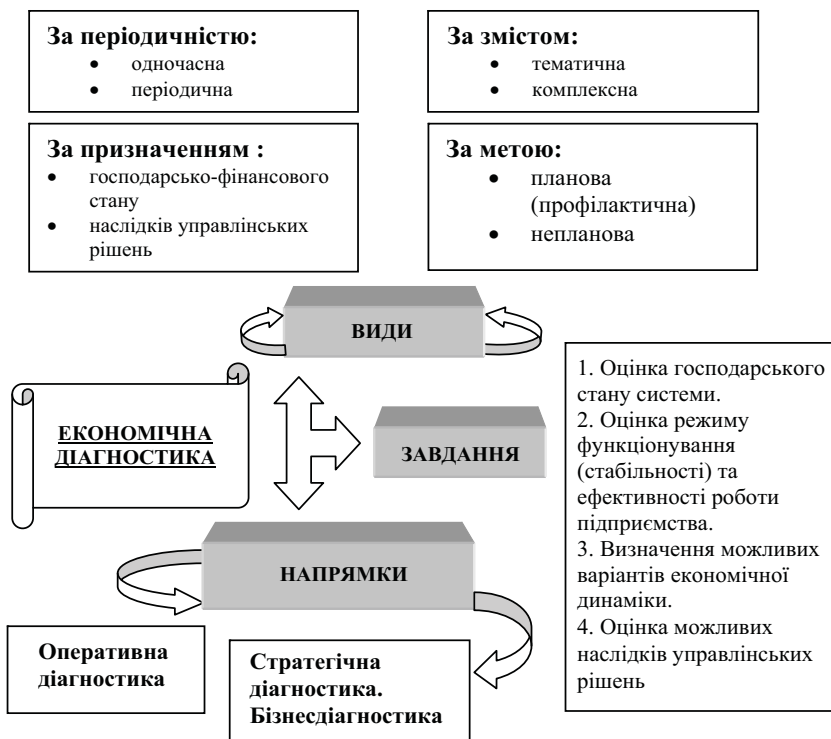 За періодичністю:
• одночасна
• періодична
За змістом:
• тематична
• комплексна
За призначенням :
• господарсько-фінансового
стану
• наслідків управлінських
рішень
За метою:
• планова
(профілактична)
• непланова
ВИДИ
ЕКОНОМІЧНА
ДІАГНОСТИКА
ЗАВДАННЯ
1. Оцінка господарського
стану системи.
2. Оцінка режиму
функціонування
(стабільності) та
ефективності роботи
підприємства.
3. Визначення можливих
варіантів економічної
динаміки.
4. Оцінка можливих
наслідків управлінських
рішень
НАПРЯМКИ
Оперативна
діагностика
Стратегічна
діагностика.
Бізнесдіагностика